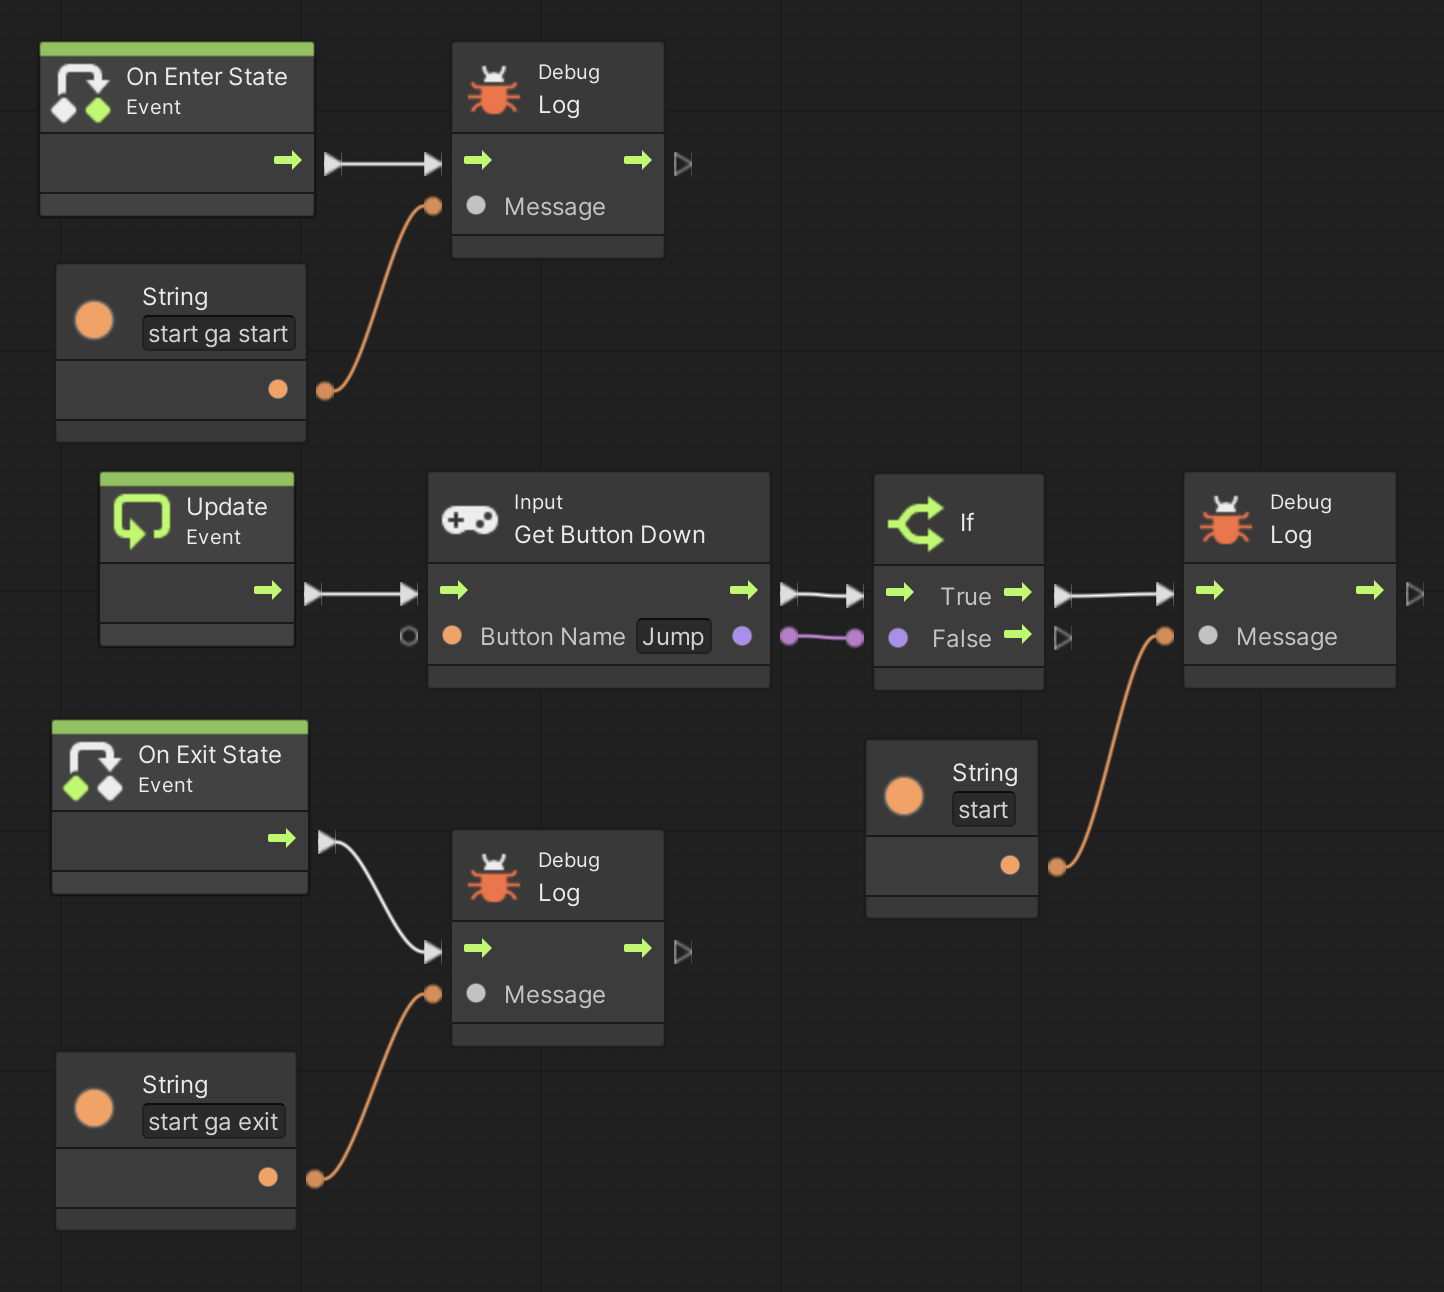 On Enter State
Event
Debug
Log
Message
String
start ga start
Update
Event
Input
Get Button Down
Button Name Jump
If
True
False
Debug
Log
Message
On Exit State
Event
String
start
Debug
Log
Message
String
start ga exit